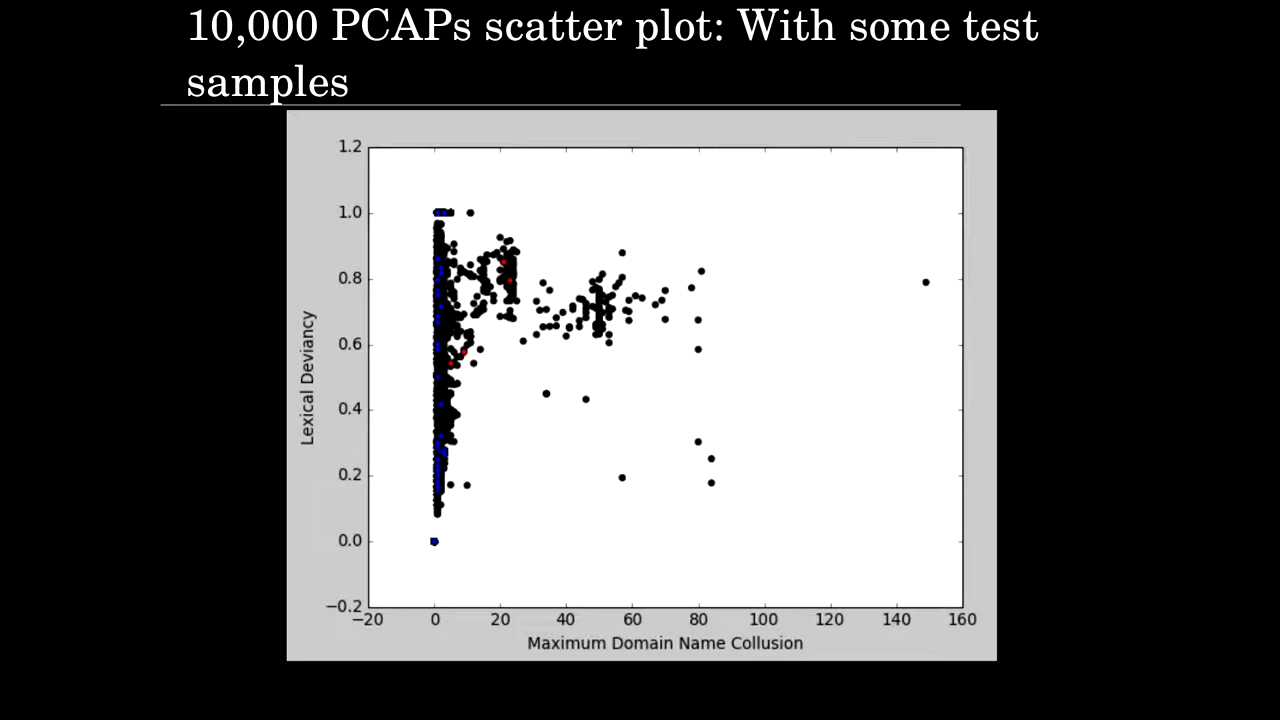 10,000 PCAPs scatter plot: With some test
samples
1.2
1.0
0.8
0.6
0.4
0.2
0.0
−0.2
Lexical Deviancy
−20 0 20 40 60 80 100 120 140 160
Maximum Domain Name Collusion